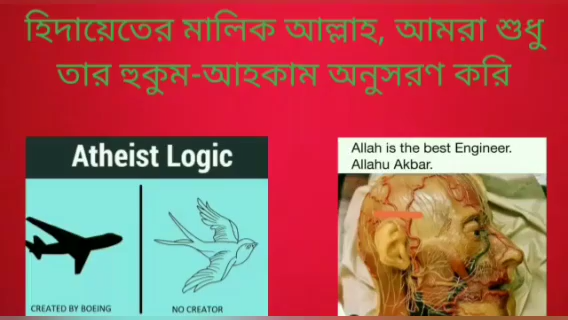 হিদায়েতের মালিক আল্লাহ, আমরা শুধু
তার হুকুম-আহকাম অনুসরণ করি
Atheist Logic
CREATED BY BOEING
NO CREATOR
Allah is the best Engineer.
Allahu Akbar.